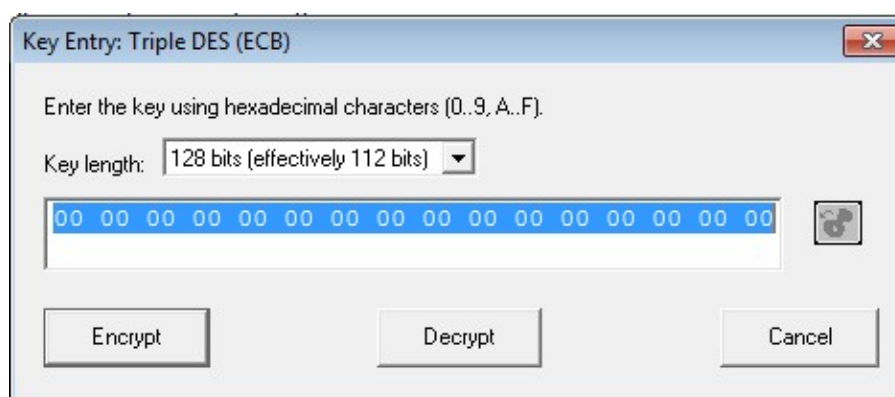 Key Entry: Triple DES (ECB)
Enter the key using hexadecimal characters (0..9, A..F).
Key length: 128 bits (effectively 112 bits)
00 00 00 00 00 00 00 00 00 00 00 00 00 00 00 00
Encrypt Decrypt Cancel